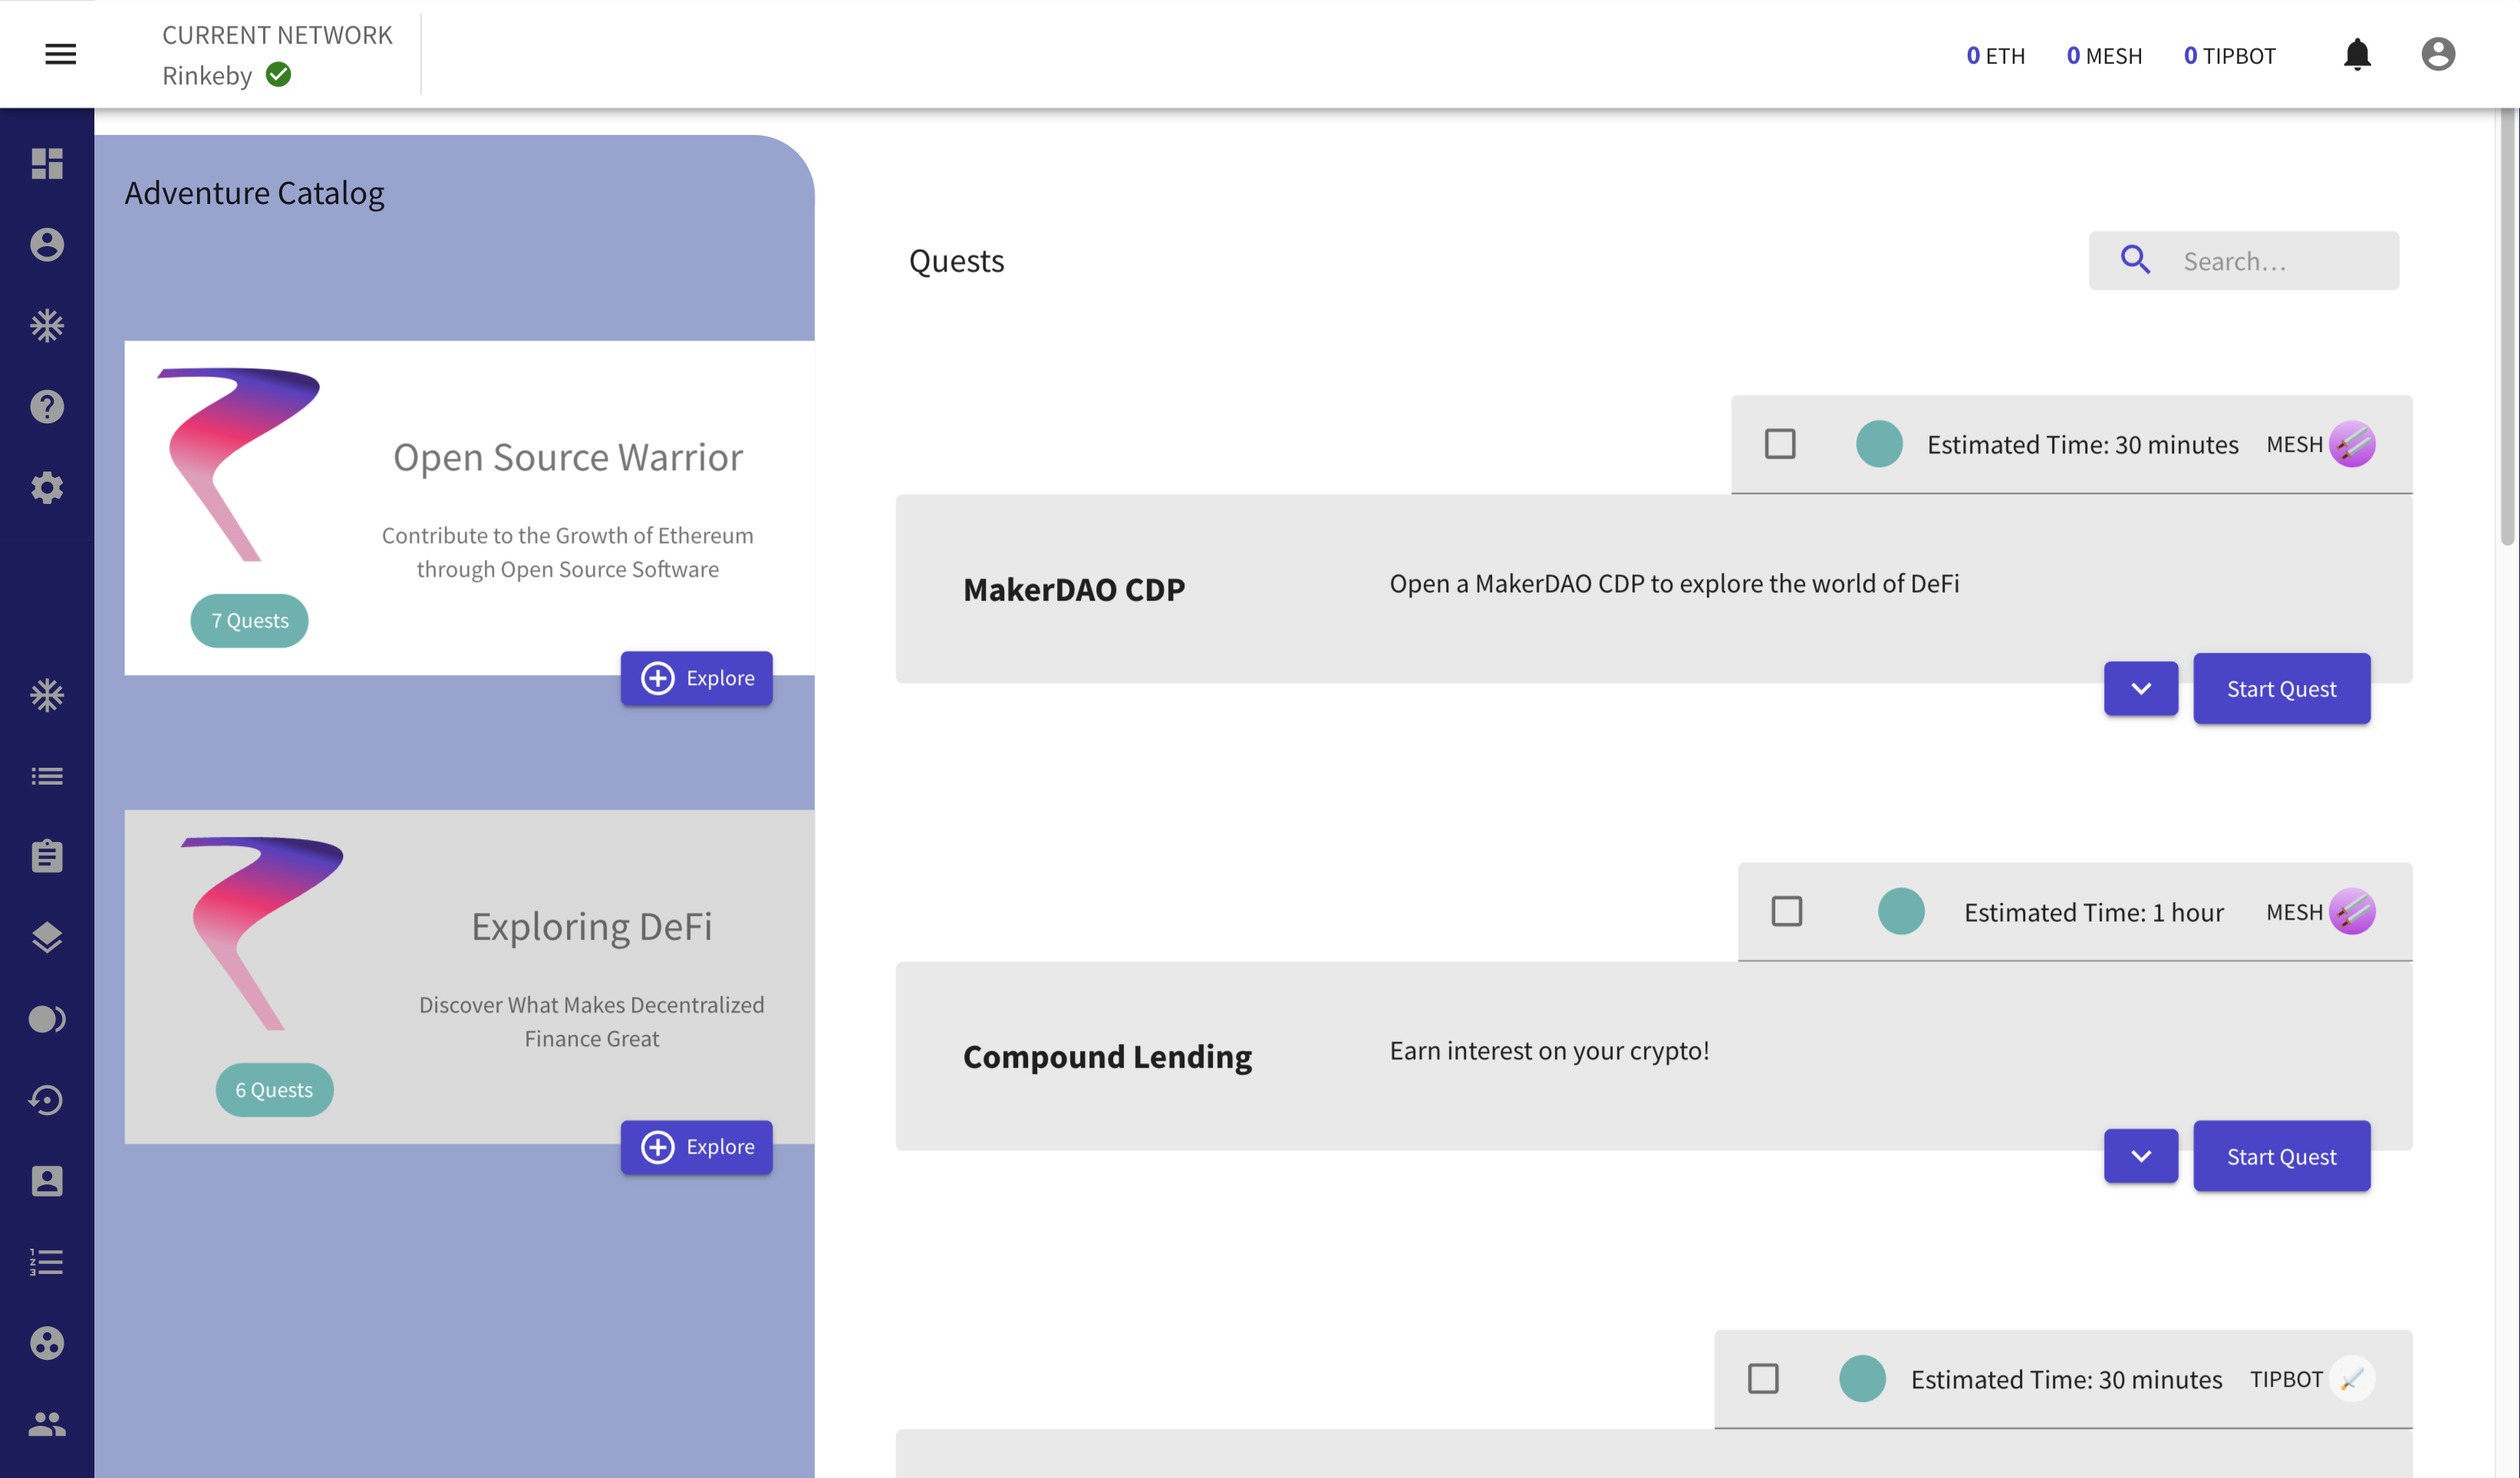 CURRENT NETWORK
Rinkeby
0 ETH
0 MESH
0 TIPBOT
Adventure Catalog
Open Source Warrior
Contribute to the Growth of Ethereum
through Open Source Software
7 Quests
Explore
Exploring DeFi
Discover What Makes Decentralized
Finance Great
6 Quests
Explore
Quests
Search...
Estimated Time: 30 minutes
MESH
MakerDAO CDP
Open a MakerDAO CDP to explore the world of DeFi
Start Quest
Estimated Time: 1 hour
MESH
Compound Lending
Earn interest on your crypto!
Start Quest
Estimated Time: 30 minutes
TIPBOT